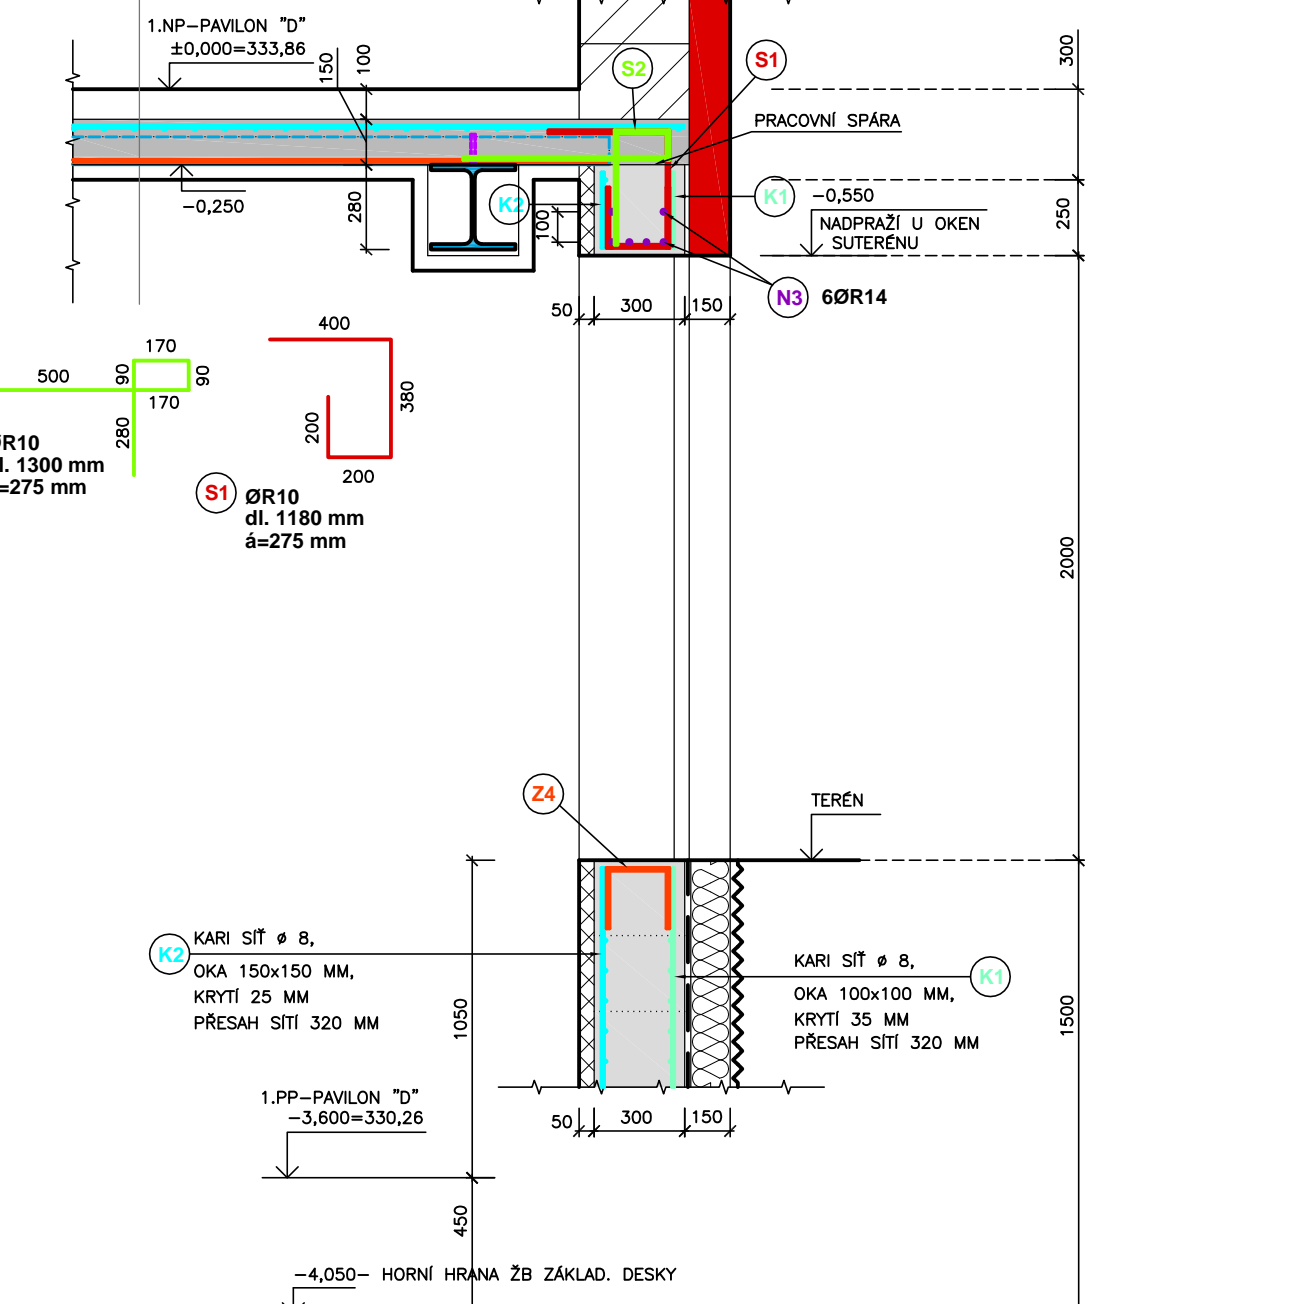 1.NP-PAVILON "D"
±0,000=333,86
150
100
S2
S1
300
PRACOVNÍ SPÁRA
-0,250
280
K2
100
K1
-0,550
NADPRAŽÍ U OKEN
SUTERÉNU
250
N3
6ØR14
50
300
150
400
170
500
90
90
170
280
380
200
200
ØR10
dl. 1300 mm
=275 mm
S1
ØR10
dl. 1180 mm
á=275 mm
2000
Z4
TERÉN
K2
KARI SÍŤ ø 8,
OKA 150x150 MM,
KRYTÍ 25 MM
PŘESAH SÍTÍ 320 MM
1050
KARI SÍŤ ø 8,
OKA 100x100 MM,
KRYTÍ 35 MM
PŘESAH SÍTÍ 320 MM
K1
1500
1.PP-PAVILON "D"
-3,600=330,26
50
300
150
450
-4,050- HORNÍ HRANA ŽB ZÁKLAD. DESKY